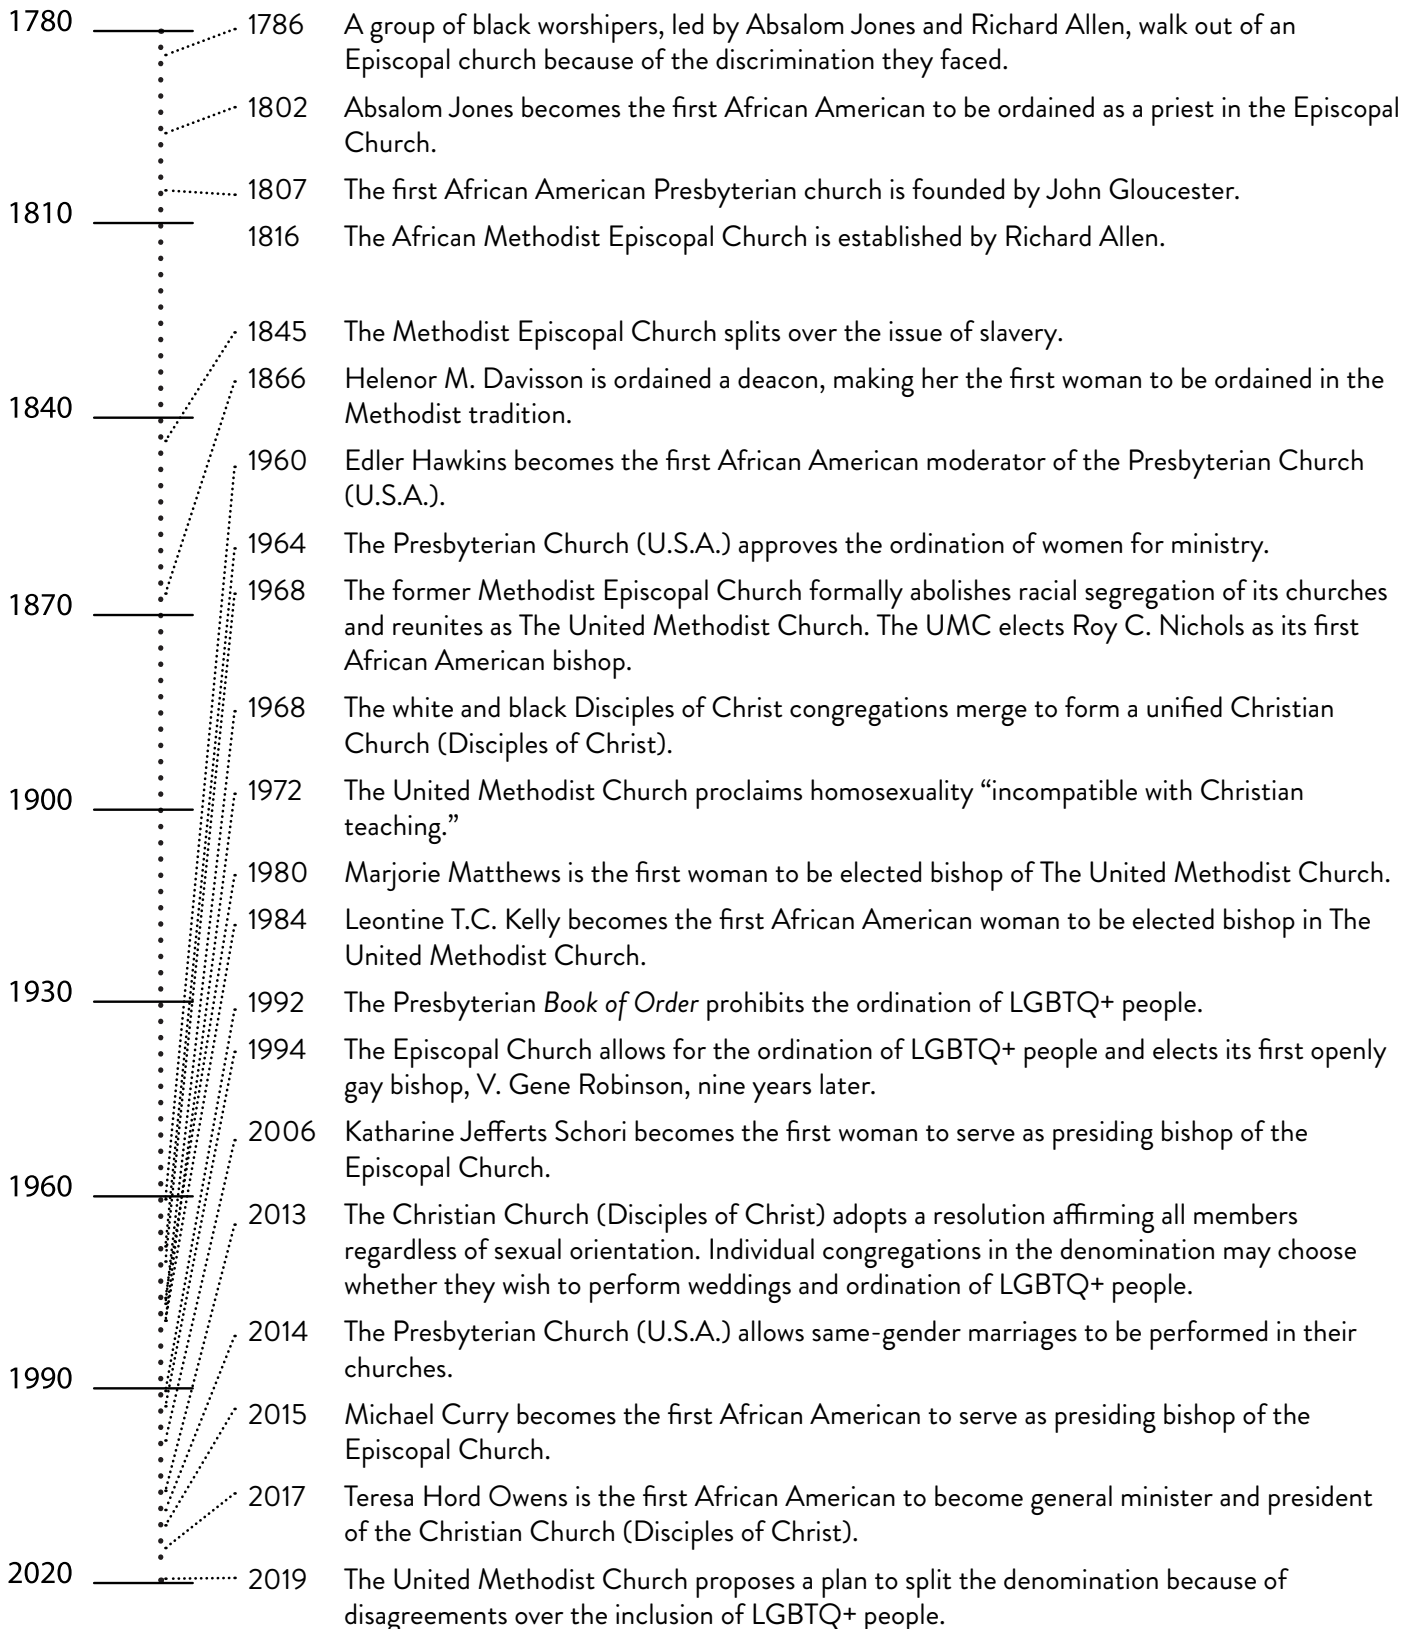 1780
1786 A group of black worshipers, led by Absalom Jones and Richard Allen, walk out of an
Episcopal church because of the discrimination they faced.
1802 Absalom Jones becomes the first African American to be ordained as a priest in the Episcopal
Church.
1807 The first African American Presbyterian church is founded by John Gloucester.
1810
1816 The African Methodist Episcopal Church is established by Richard Allen.
1845 The Methodist Episcopal Church splits over the issue of slavery.
1866 Helenor M. Davisson is ordained a deacon, making her the first woman to be ordained in the
Methodist tradition.
1840
1960 Edler Hawkins becomes the first African American moderator of the Presbyterian Church
(U.S.A.).
1964 The Presbyterian Church (U.S.A.) approves the ordination of women for ministry.
1870
1968 The former Methodist Episcopal Church formally abolishes racial segregation of its churches
and reunites as The United Methodist Church. The UMC elects Roy C. Nichols as its first
African American bishop.
1968 The white and black Disciples of Christ congregations merge to form a unified Christian
Church (Disciples of Christ).
1900
1972 The United Methodist Church proclaims homosexuality “incompatible with Christian
teaching.”
1980 Marjorie Matthews is the first woman to be elected bishop of The United Methodist Church.
1984 Leontine T.C. Kelly becomes the first African American woman to be elected bishop in The
United Methodist Church.
1930
1992 The Presbyterian Book of Order prohibits the ordination of LGBTQ+ people.
1994 The Episcopal Church allows for the ordination of LGBTQ+ people and elects its first openly
gay bishop, V. Gene Robinson, nine years later.
2006 Katharine Jefferts Schori becomes the first woman to serve as presiding bishop of the
Episcopal Church.
1960
2013 The Christian Church (Disciples of Christ) adopts a resolution affirming all members
regardless of sexual orientation. Individual congregations in the denomination may choose
whether they wish to perform weddings and ordination of LGBTQ+ people.
2014 The Presbyterian Church (U.S.A.) allows same-gender marriages to be performed in their
churches.
1990
2015 Michael Curry becomes the first African American to serve as presiding bishop of the
Episcopal Church.
2017 Teresa Hord Owens is the first African American to become general minister and president
of the Christian Church (Disciples of Christ).
2020
2019 The United Methodist Church proposes a plan to split the denomination because of
disagreements over the inclusion of LGBTQ+ people.